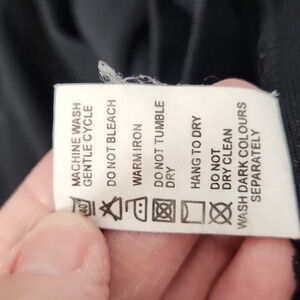 MACHINE WASH
GENTLE CYCLE
DO NOT BLEACH
WARM IRON
DO NOT TUMBLE
DRY
HANG TO DRY
DO NOT
DRY CLEAN
WASH DARK COLOURS
SEPARATELY